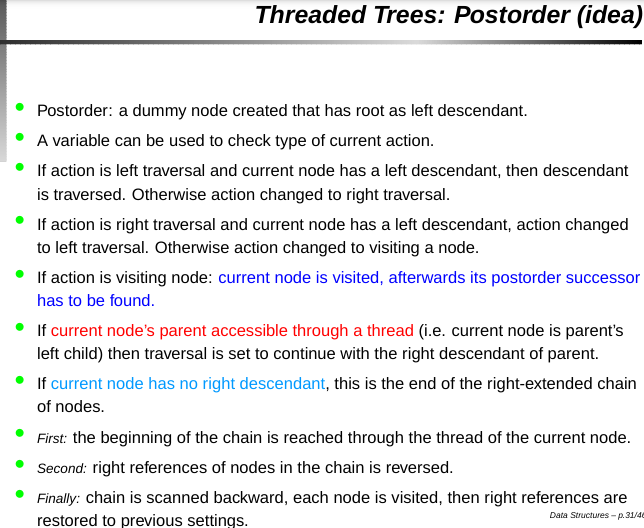 Threaded Trees: Postorder (idea)
Postorder: a dummy node created that has root as left descendant.
A variable can be used to check type of current action.
If action is left traversal and current node has a left descendant, then descendant
is traversed. Otherwise action changed to right traversal.
If action is right traversal and current node has a left descendant, action changed
to left traversal. Otherwise action changed to visiting a node.
If action is visiting node: current node is visited, afterwards its postorder successor
has to be found.
If current node's parent accessible through a thread (i.e. current node is parent's
left child) then traversal is set to continue with the right descendant of parent.
If current node has no right descendant, this is the end of the right-extended chain
of nodes.
First: the beginning of the chain is reached through the thread of the current node.
Second: right references of nodes in the chain is reversed.
Finally: chain is scanned backward, each node is visited, then right references are
restored to previous settings.
Data Structures – p.31/4